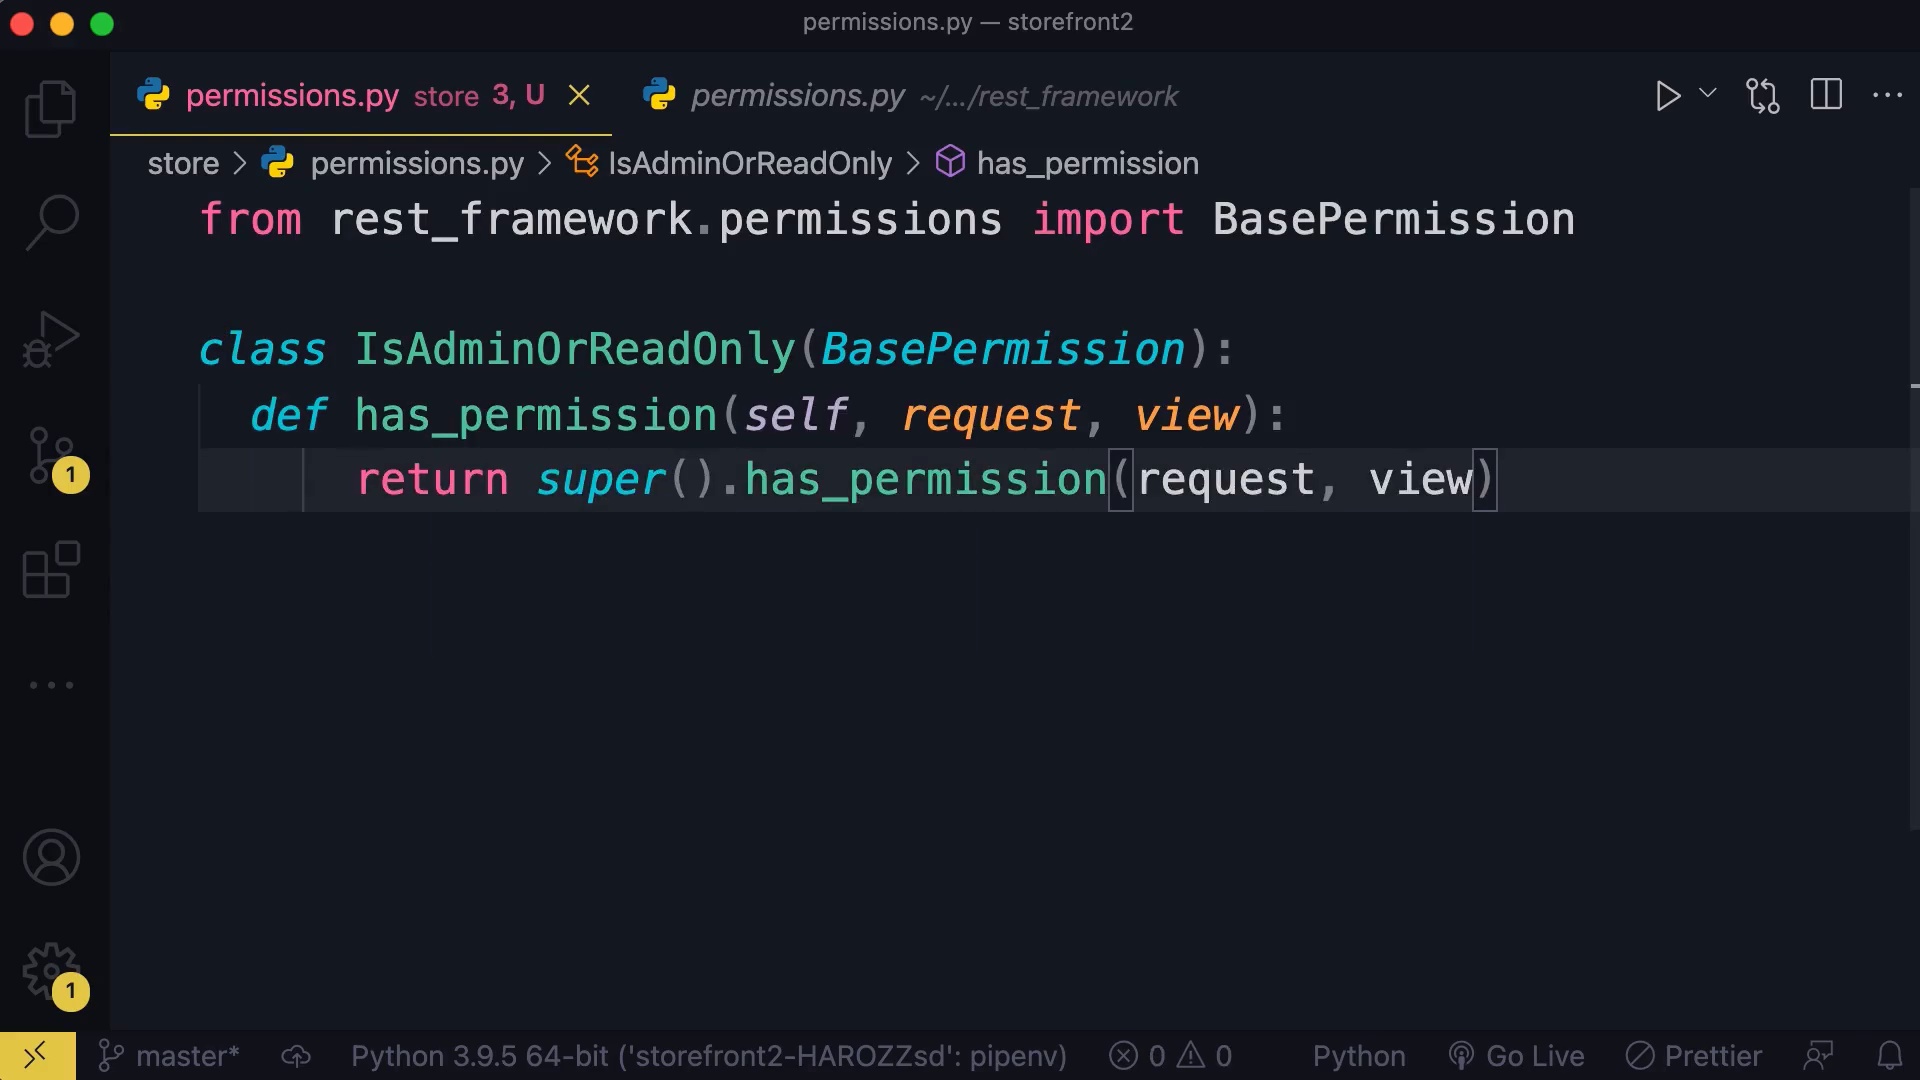 permissions.py — storefront2
permissions.py store 3, U permissions.py ~/.../rest_framework
store > permissions.py > IsAdminOrReadOnly > has_permission
from rest_framework.permissions import BasePermission
class IsAdminOrReadOnly(BasePermission):
def has_permission(self, request, view):
return super().has_permission(request, view)
1
1
master* Python 3.9.5 64-bit ('storefront2-HAROZZsd': pipenv) 0 0 Python Go Live Prettier